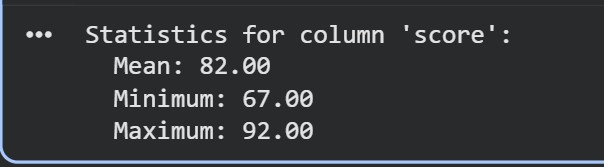 Statistics for column 'score':
Mean: 82.00
Minimum: 67.00
Maximum: 92.00